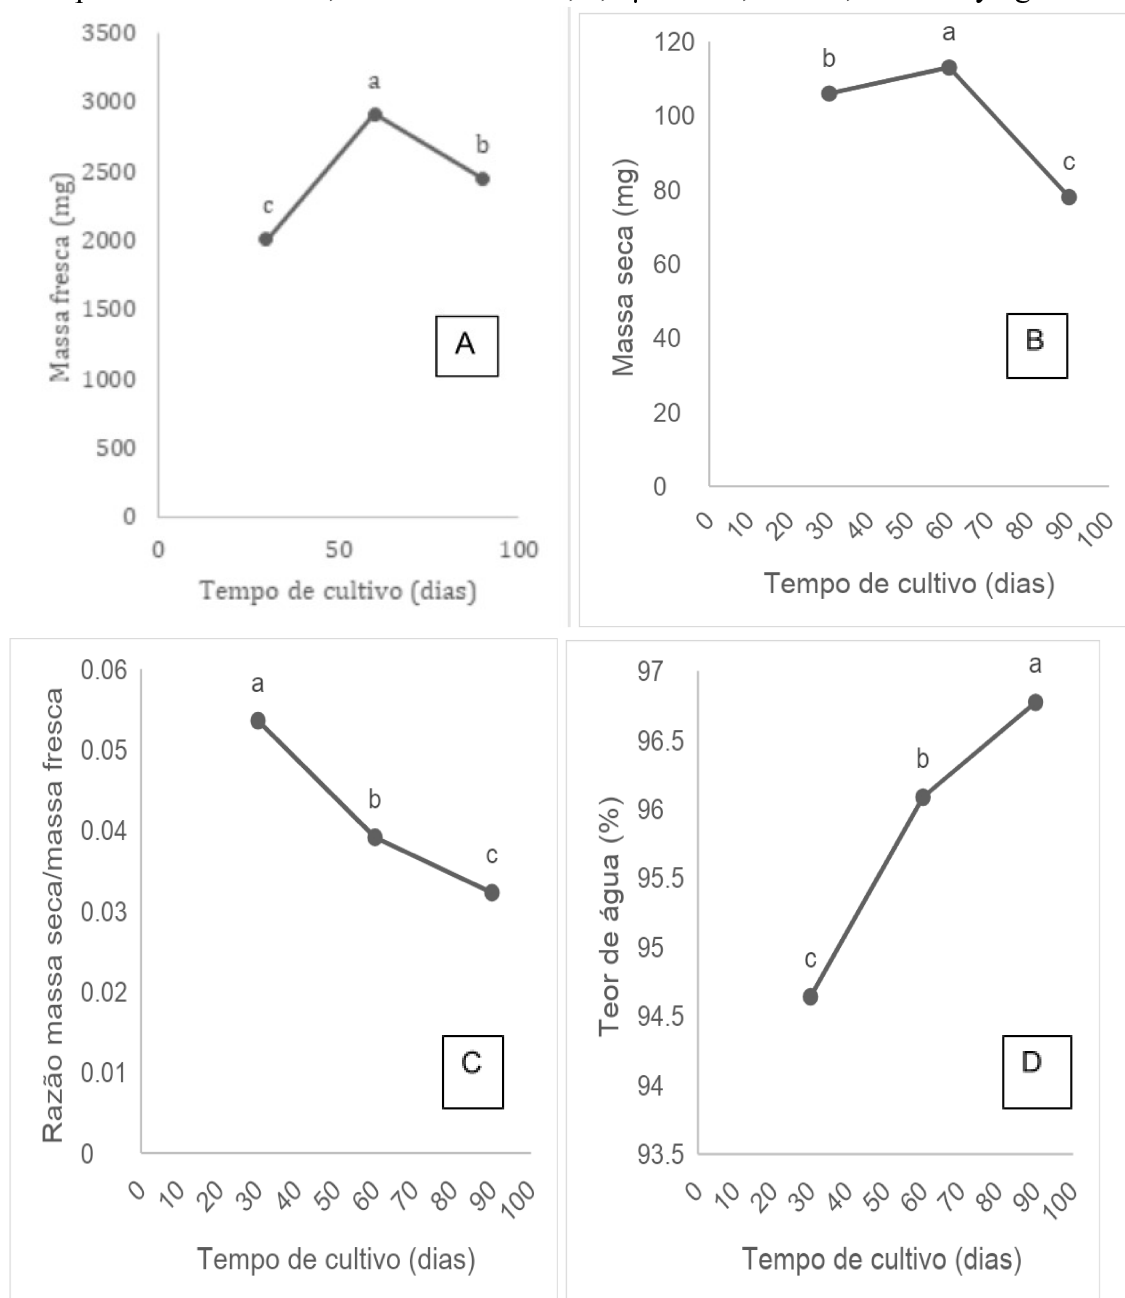 3500
3000
2500
2000
1500
1000
500
0
Massa fresca (mg)
c
a
b
A
0
50
100
Tempo de cultivo (dias)
120
100
80
60
40
20
0
Massa seca (mg)
b
a
c
B
0 10 20 30 40 50 60 70 80 90 100
Tempo de cultivo (dias)
0.06
0.05
0.04
0.03
0.02
0.01
0
Razão massa seca/massa fresca
a
b
c
C
0 10 20 30 40 50 60 70 80 90 100
Tempo de cultivo (dias)
97
96.5
96
95.5
95
94.5
94
93.5
Teor de água (%)
c
b
a
D
0 10 20 30 40 50 60 70 80 90 100
Tempo de cultivo (dias)